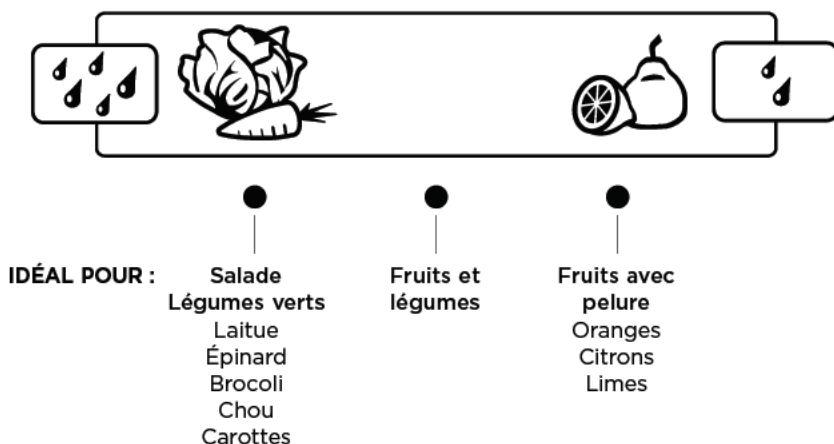 IDÉAL POUR :
Salade
Légumes verts
Laitue
Épinard
Brocoli
Chou
Carottes
Fruits et
légumes
Fruits avec
pelure
Oranges
Citrons
Limes